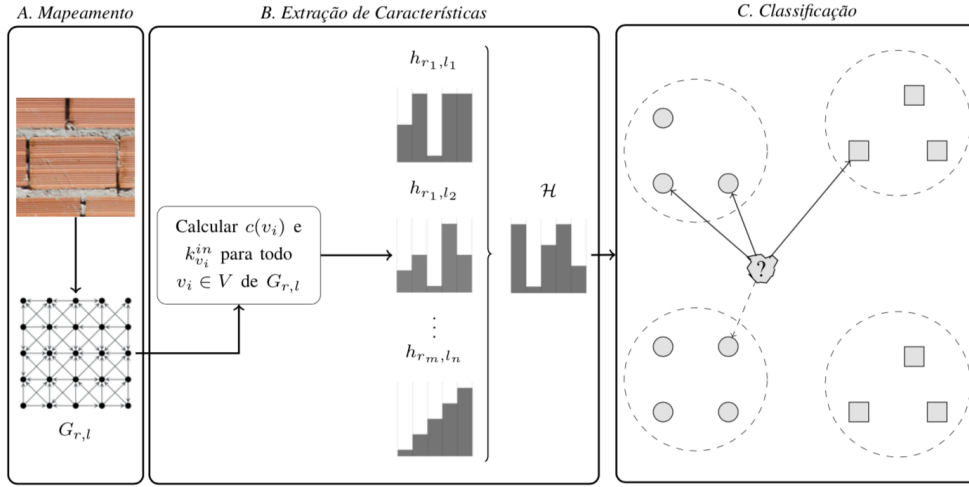 A. Mapeamento
B. Extração de Características
C. Classificação
G_{r,l}
Calcular c(v_i) e
k^{in}_{v_i} para todo
v_i ∈ V de G_{r,l}
h_{r_1,l_1}
h_{r_1,l_2}
⋮
h_{r_m,l_n}
ℋ
?